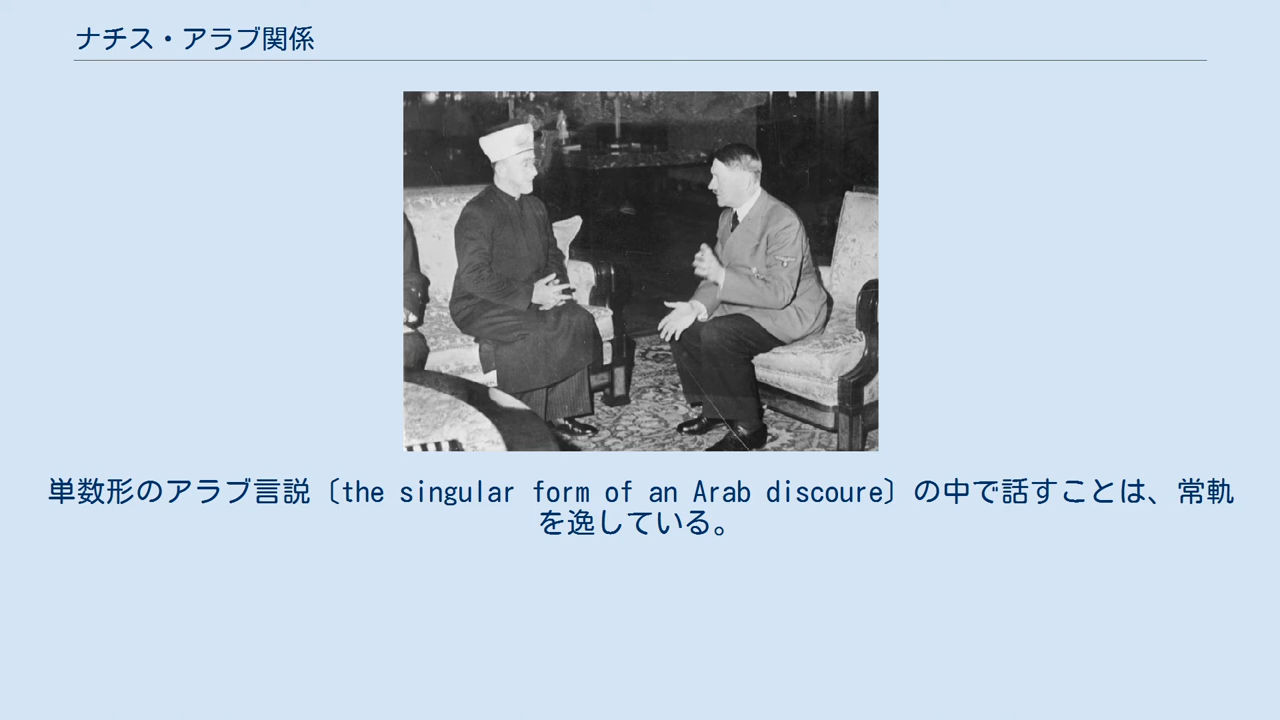 ナチス・アラブ関係
単数形のアラブ言説〔the singular form of an Arab discoure〕の中で話すことは、常軌
を逸している。